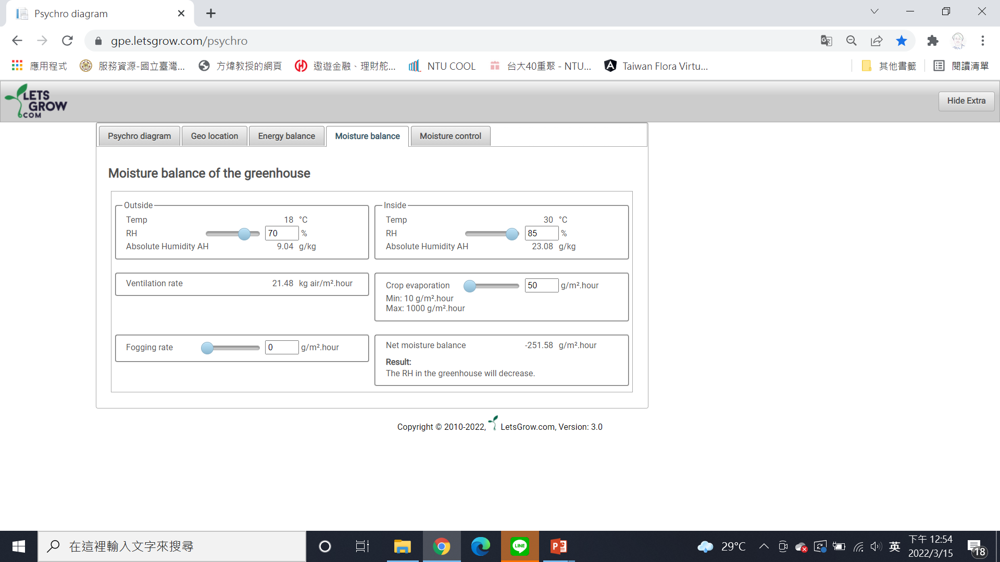 Psychro diagram
gpe.letsgrow.com/psychro
應用程式 服務資源-國立臺灣... 方煒教授的網頁 遨遊金融、理財舵... NTU COOL 台大40重聚 - NTU... Taiwan Flora Virtu... 其他書籤 閱讀清單
LETS
GROW
COM
Hide Extra
Psychro diagram Geo location Energy balance Moisture balance Moisture control
Moisture balance of the greenhouse
Outside
Temp 18 °C
RH 70 %
Absolute Humidity AH 9.04 g/kg
Inside
Temp 30 °C
RH 85 %
Absolute Humidity AH 23.08 g/kg
Ventilation rate 21.48 kg air/m².hour
Crop evaporation 50 g/m².hour
Min: 10 g/m².hour
Max: 1000 g/m².hour
Fogging rate 0 g/m².hour
Net moisture balance -251.58 g/m².hour
Result:
The RH in the greenhouse will decrease.
Copyright © 2010-2022, LetsGrow.com, Version: 3.0
在這裡輸入文字來搜尋
LINE
29°C
英
下午 12:54
2022/3/15
18